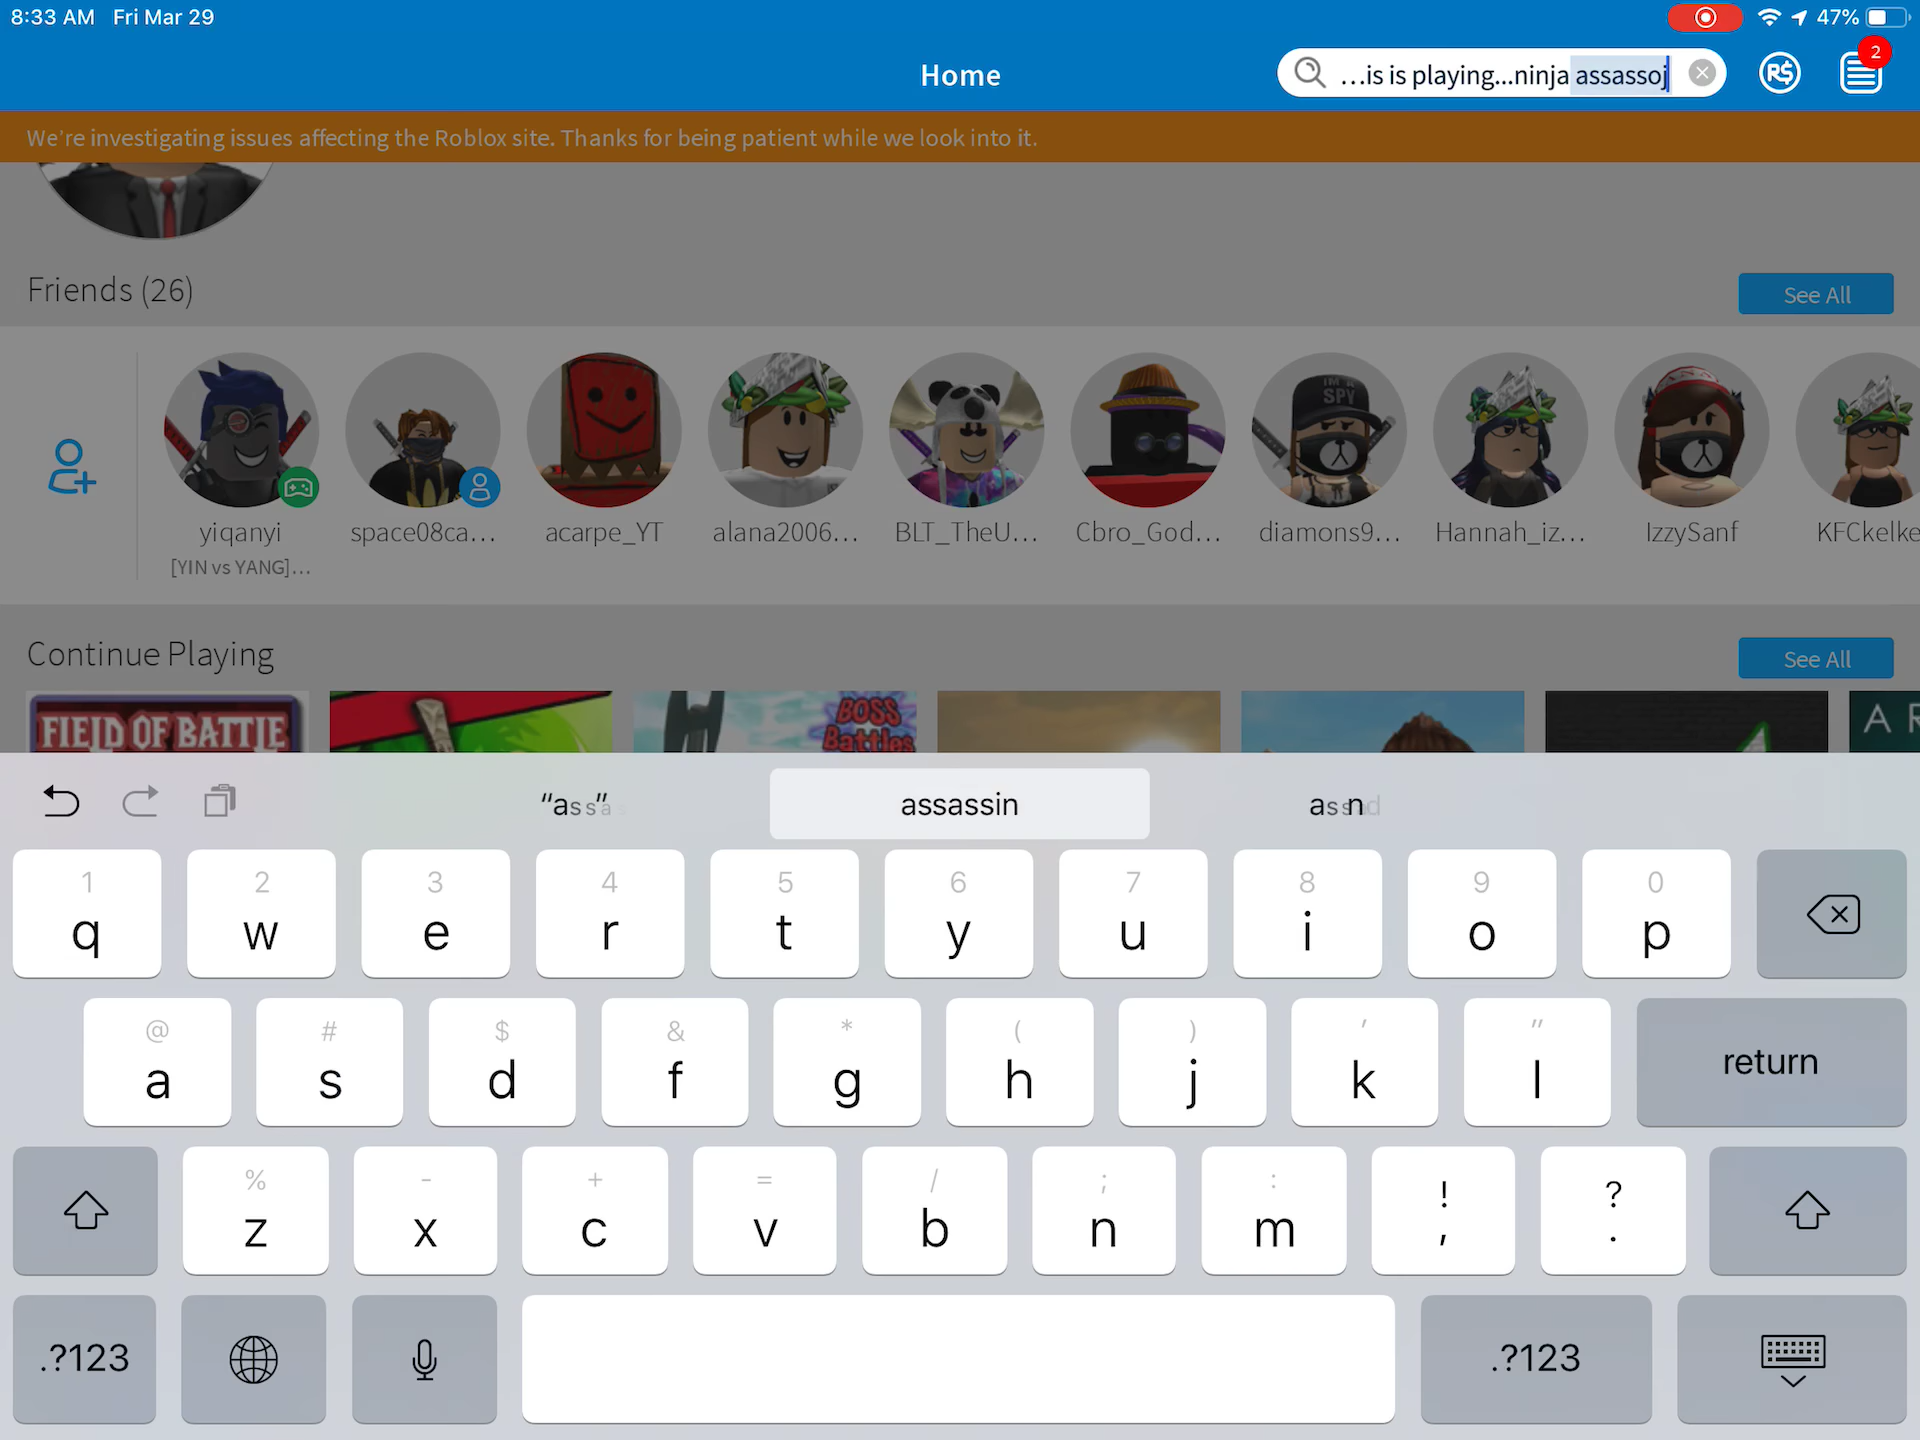 8:33 AM Fri Mar 29
47%
Home
...is is playing...ninja assassoj
R$
2
We're investigating issues affecting the Roblox site. Thanks for being patient while we look into it.
Friends (26)
See All
IM A
SPY
yiqanyi
space08ca...
acarpe_YT
alana2006...
BLT_TheU...
Cbro_God...
diamons9...
Hannah_iz...
IzzySanf
KFCkelke
[YIN vs YANG]...
Continue Playing
See All
FIELD OF BATTLE
BOSS
Battles
A R
assassin
1 2 3 4 5 6 7 8 9 0
q w e r t y u i o p
@ # $ & * ( ) ' "
a s d f g h j k l return
% - + = / ; : ! ?
z x c v b n m , .
.?123 .?123